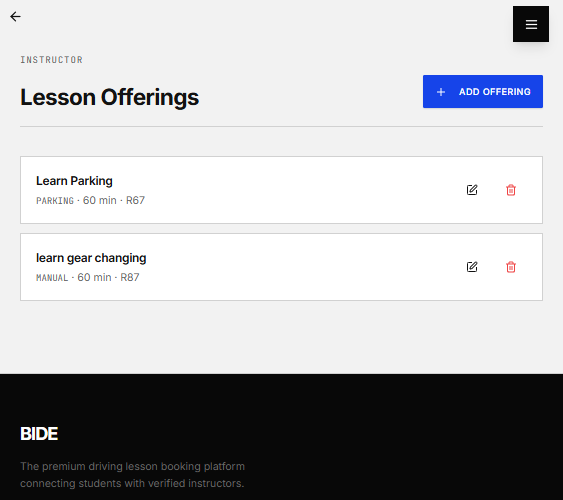 INSTRUCTOR
Lesson Offerings
ADD OFFERING
Learn Parking
PARKING · 60 min · R67
learn gear changing
MANUAL · 60 min · R87
BIDE
The premium driving lesson booking platform
connecting students with verified instructors.